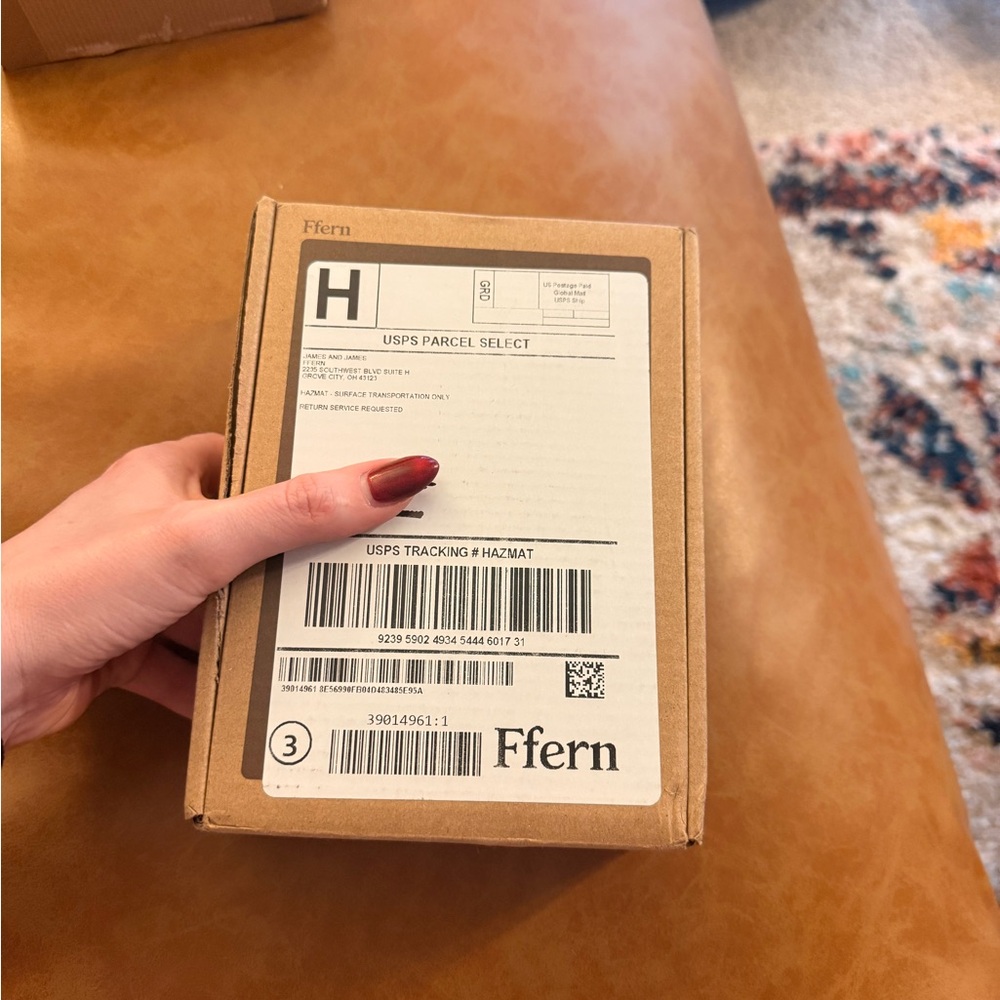 Ffern
H
GRD
US Postage Paid
Global Mail
USPS Ship
USPS PARCEL SELECT
JAMES AND JAMES
FFERN
2235 SOUTHWEST BLVD SUITE H
GROVE CITY, OH 43123
HAZMAT - SURFACE TRANSPORTATION ONLY
RETURN SERVICE REQUESTED
USPS TRACKING # HAZMAT
9239 5902 4934 5444 6017 31
39014961 8E56990FEB04D483485E95A
39014961:1
3
Ffern